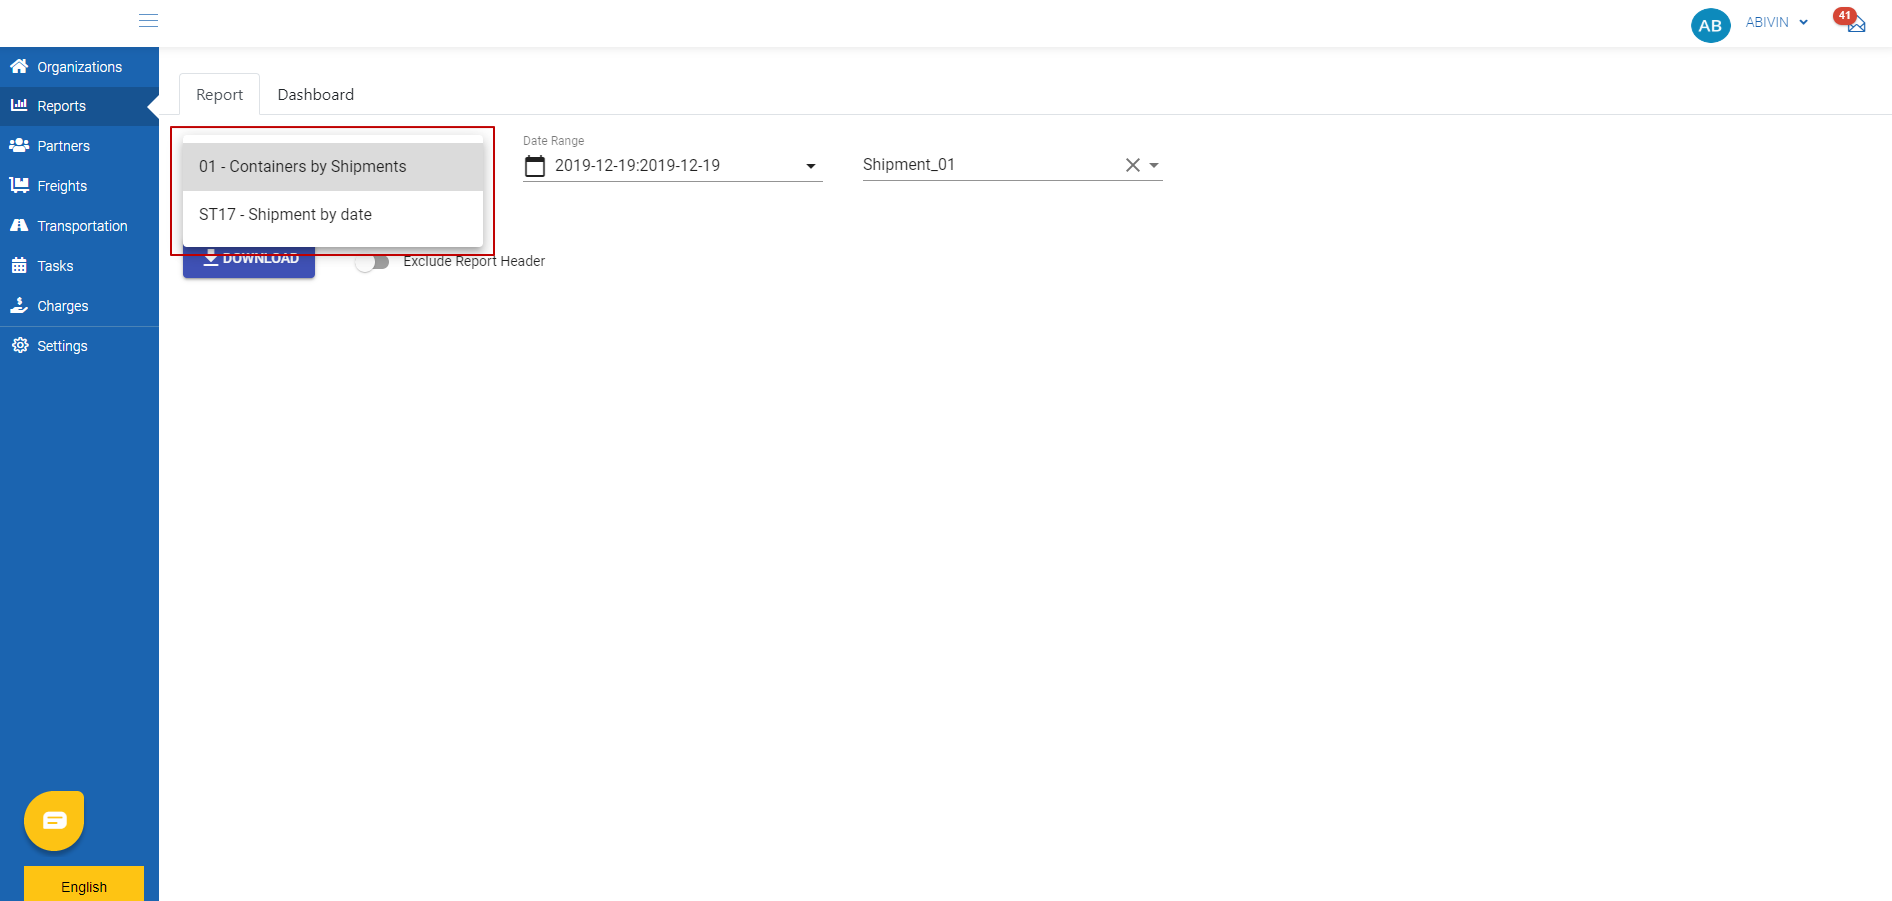 AB
ABIVIN
41
Organizations
Reports
Partners
Freights
Transportation
Tasks
Charges
Settings
Report
Dashboard
01 - Containers by Shipments
ST17 - Shipment by date
Date Range
2019-12-19:2019-12-19
Shipment_01
DOWNLOAD
Exclude Report Header
English